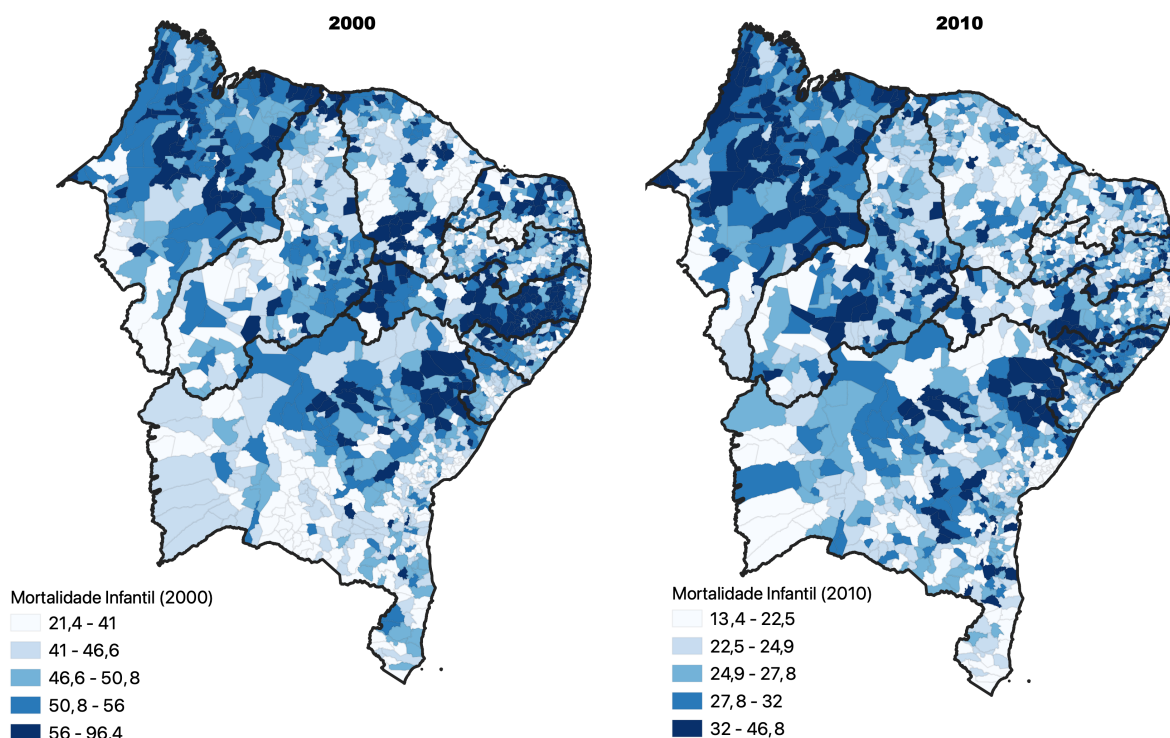 2000
2010
Mortalidade Infantil (2000)
21,4 - 41
41 - 46,6
46,6 - 50,8
50,8 - 56
56 - 96,4
Mortalidade Infantil (2010)
13,4 - 22,5
22,5 - 24,9
24,9 - 27,8
27,8 - 32
32 - 46,8